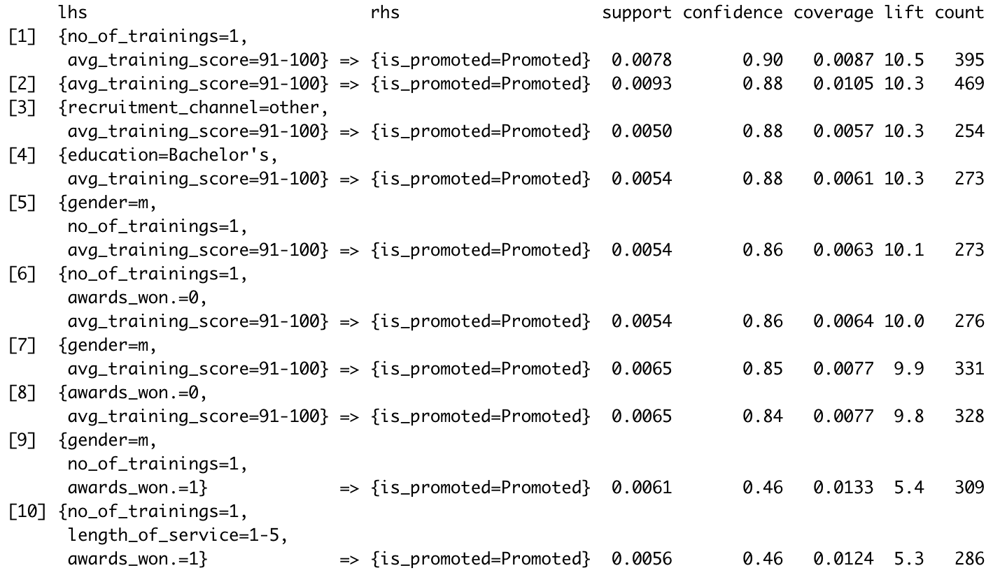 lhs                              rhs                    support confidence coverage lift count
[1]  {no_of_trainings=1,
      avg_training_score=91-100} => {is_promoted=Promoted}  0.0078       0.90   0.0087 10.5   395
[2]  {avg_training_score=91-100} => {is_promoted=Promoted}  0.0093       0.88   0.0105 10.3   469
[3]  {recruitment_channel=other,
      avg_training_score=91-100} => {is_promoted=Promoted}  0.0050       0.88   0.0057 10.3   254
[4]  {education=Bachelor's,
      avg_training_score=91-100} => {is_promoted=Promoted}  0.0054       0.88   0.0061 10.3   273
[5]  {gender=m,
      no_of_trainings=1,
      avg_training_score=91-100} => {is_promoted=Promoted}  0.0054       0.86   0.0063 10.1   273
[6]  {no_of_trainings=1,
      awards_won.=0,
      avg_training_score=91-100} => {is_promoted=Promoted}  0.0054       0.86   0.0064 10.0   276
[7]  {gender=m,
      avg_training_score=91-100} => {is_promoted=Promoted}  0.0065       0.85   0.0077  9.9   331
[8]  {awards_won.=0,
      avg_training_score=91-100} => {is_promoted=Promoted}  0.0065       0.84   0.0077  9.8   328
[9]  {gender=m,
      no_of_trainings=1,
      awards_won.=1}             => {is_promoted=Promoted}  0.0061       0.46   0.0133  5.4   309
[10] {no_of_trainings=1,
      length_of_service=1-5,
      awards_won.=1}             => {is_promoted=Promoted}  0.0056       0.46   0.0124  5.3   286